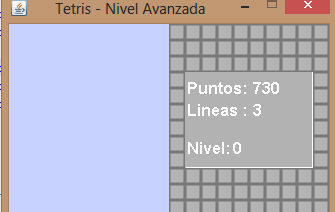 Tetris - Nivel Avanzada
Puntos: 730
Lineas : 3
Nivel: 0